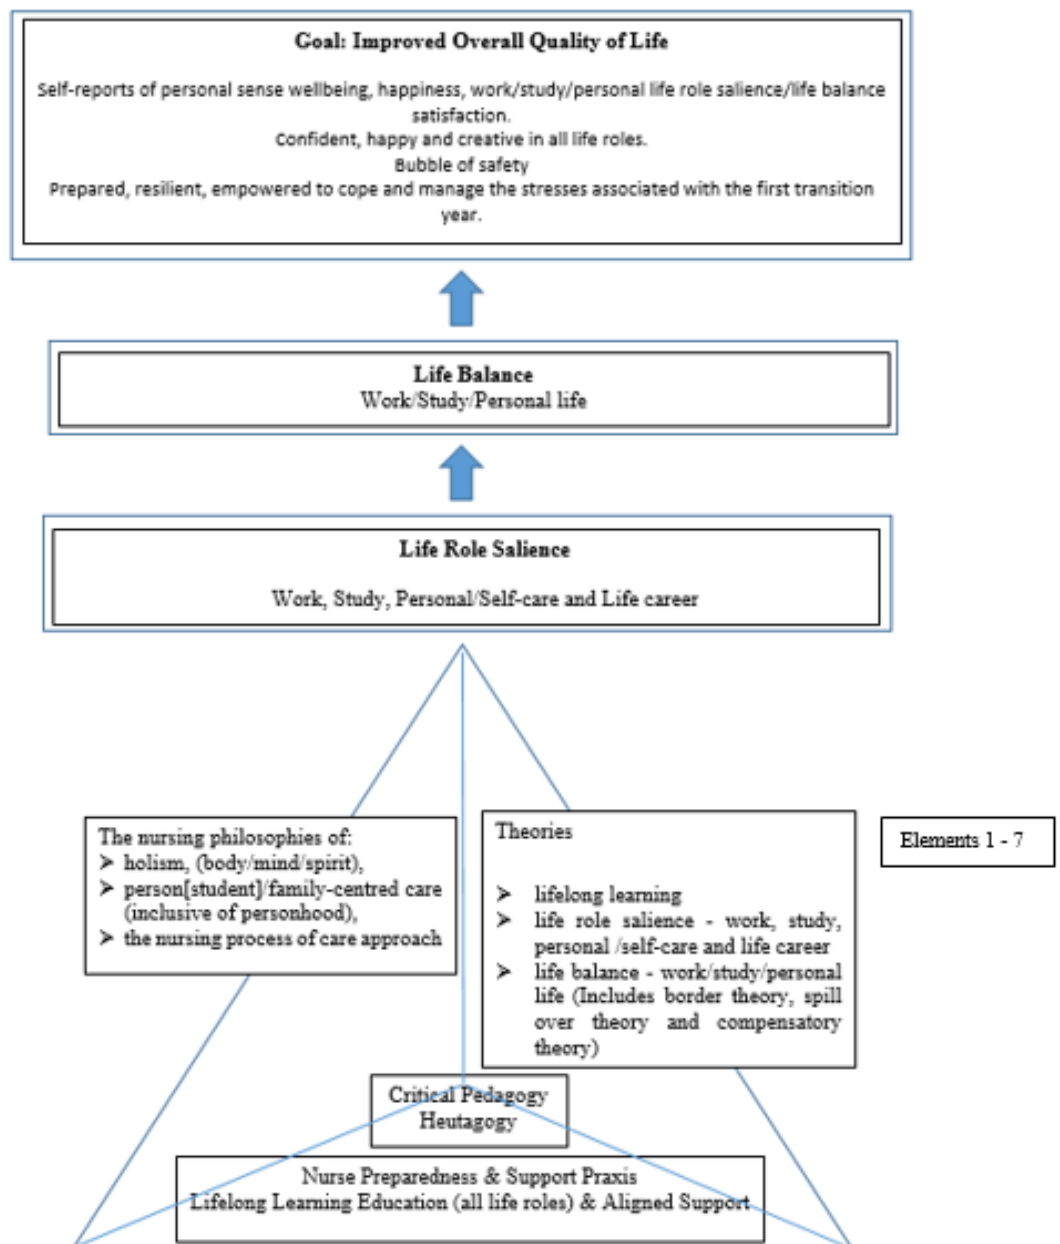 Goal: Improved Overall Quality of Life
Self-reports of personal sense wellbeing, happiness, work/study/personal life role salience/life balance
satisfaction.
Confident, happy and creative in all life roles.
Bubble of safety
Prepared, resilient, empowered to cope and manage the stresses associated with the first transition
year.
Life Balance
Work/Study/Personal life
Life Role Salience
Work, Study, Personal/Self-care and Life career
The nursing philosophies of:
➢ holism, (body/mind/spirit),
➢ person[student]/family-centred care
(inclusive of personhood),
➢ the nursing process of care approach
Theories
➢ lifelong learning
➢ life role salience - work, study,
personal /self-care and life career
➢ life balance - work/study/personal
life (Includes border theory, spill
over theory and compensatory
theory)
Elements 1 - 7
Critical Pedagogy
Heutagogy
Nurse Preparedness & Support Praxis
Lifelong Learning Education (all life roles) & Aligned Support